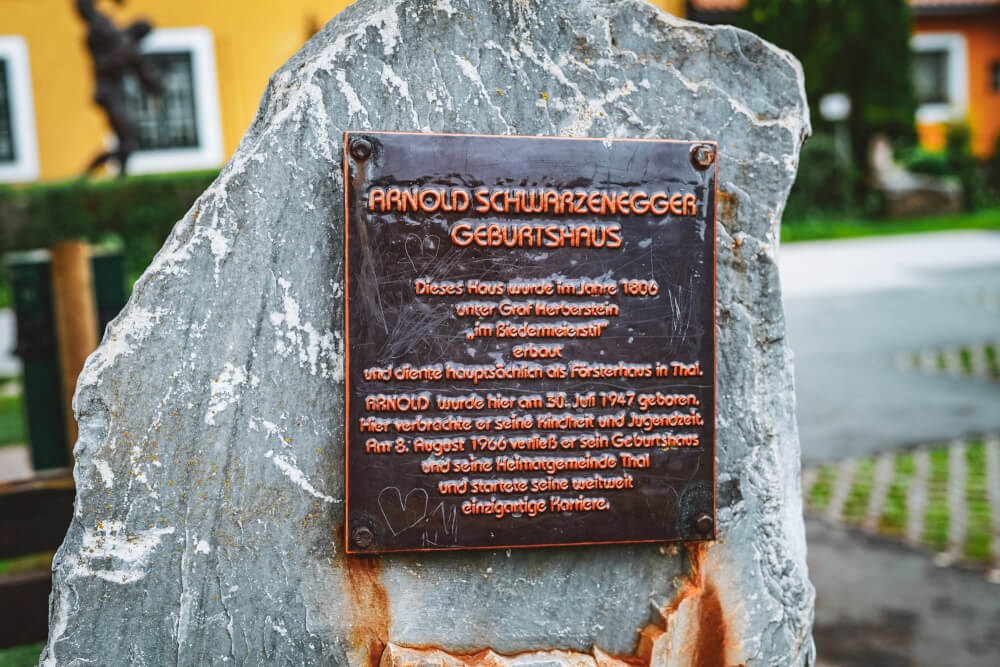 ARNOLD SCHWARZENEGGER
GEBURTSHAUS
Dieses Haus wurde im Jahre 1806
unter Graf Herberstein
„im Biedermeierstil"
erbaut
und diente hauptsächlich als Försterhaus in Thal.
ARNOLD wurde hier am 30. Juli 1947 geboren.
Hier verbrachte er seine Kindheit und Jugendzeit.
Am 8. August 1966 verließ er sein Geburtshaus
und seine Heimatgemeinde Thal
und startete seine weltweit
einzigartige Karriere.